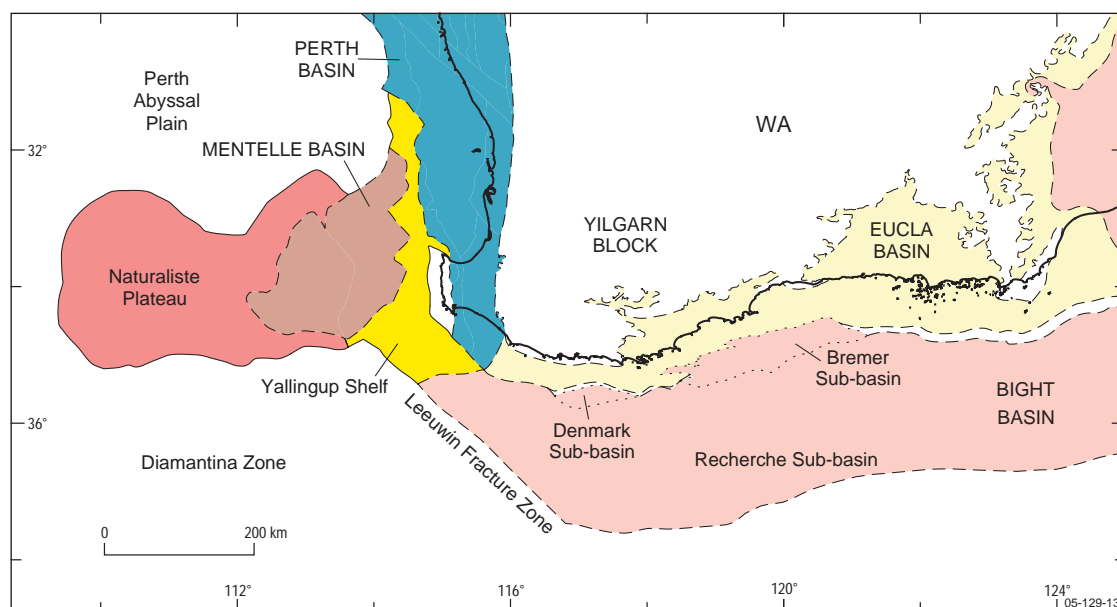 PERTH
BASIN
Perth
Abyssal
Plain
WA
32°
MENTELLE BASIN
YILGARN
BLOCK
EUCLA
BASIN
Naturaliste
Plateau
Bremer
Sub-basin
Yallingup Shelf
BIGHT
BASIN
36°
Denmark
Sub-basin
Leeuwin Fracture Zone
Diamantina Zone
Recherche Sub-basin
0
200 km
112°
116°
120°
124°
05-129-13